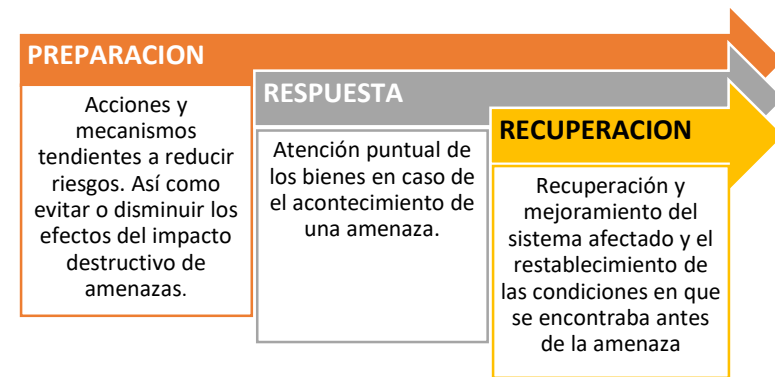 PREPARACION
Acciones y
mecanismos
tendientes a reducir
riesgos. Así como
evitar o disminuir los
efectos del impacto
destructivo de
amenazas.
RESPUESTA
Atención puntual de
los bienes en caso de
el acontecimiento de
una amenaza.
RECUPERACION
Recuperación y
mejoramiento del
sistema afectado y el
restablecimiento de
las condiciones en que
se encontraba antes
de la amenaza